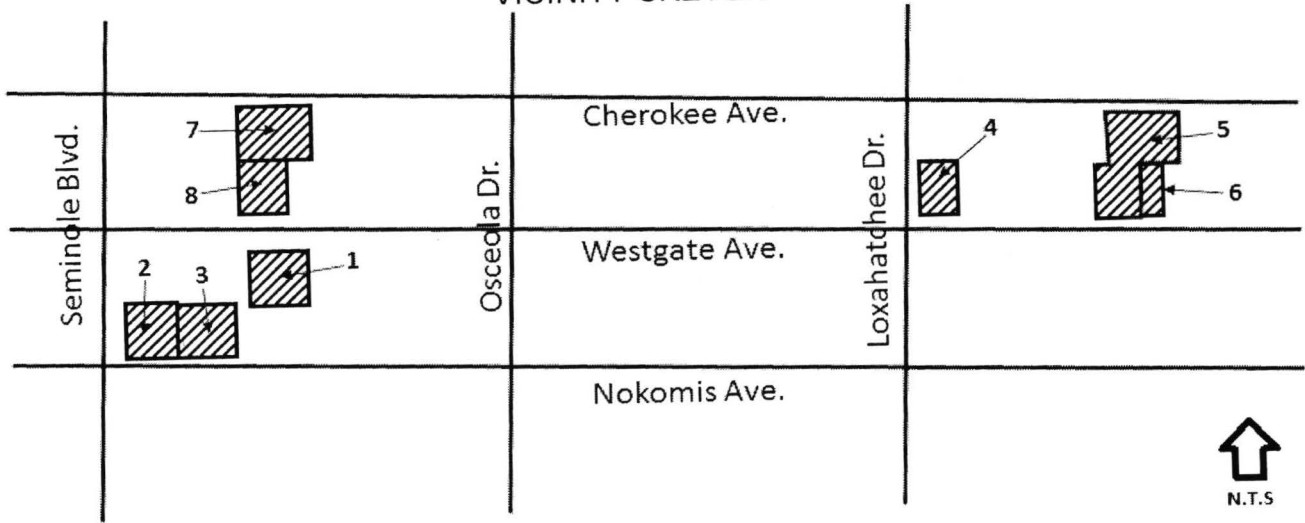 Cherokee Ave.
7
4
5
8
6
Seminole Blvd.
Osceola Dr.
Loxahatchee Dr.
Westgate Ave.
1
2
3
Nokomis Ave.
N.T.S